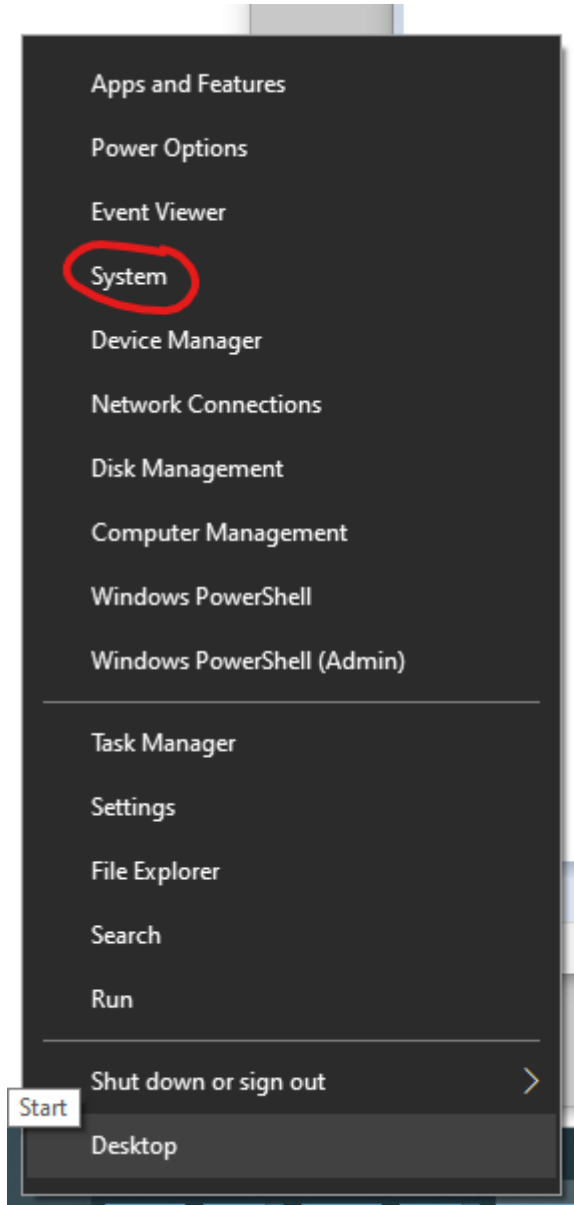 Apps and Features
Power Options
Event Viewer
System
Device Manager
Network Connections
Disk Management
Computer Management
Windows PowerShell
Windows PowerShell (Admin)
Task Manager
Settings
File Explorer
Search
Run
Shut down or sign out
Start
Desktop